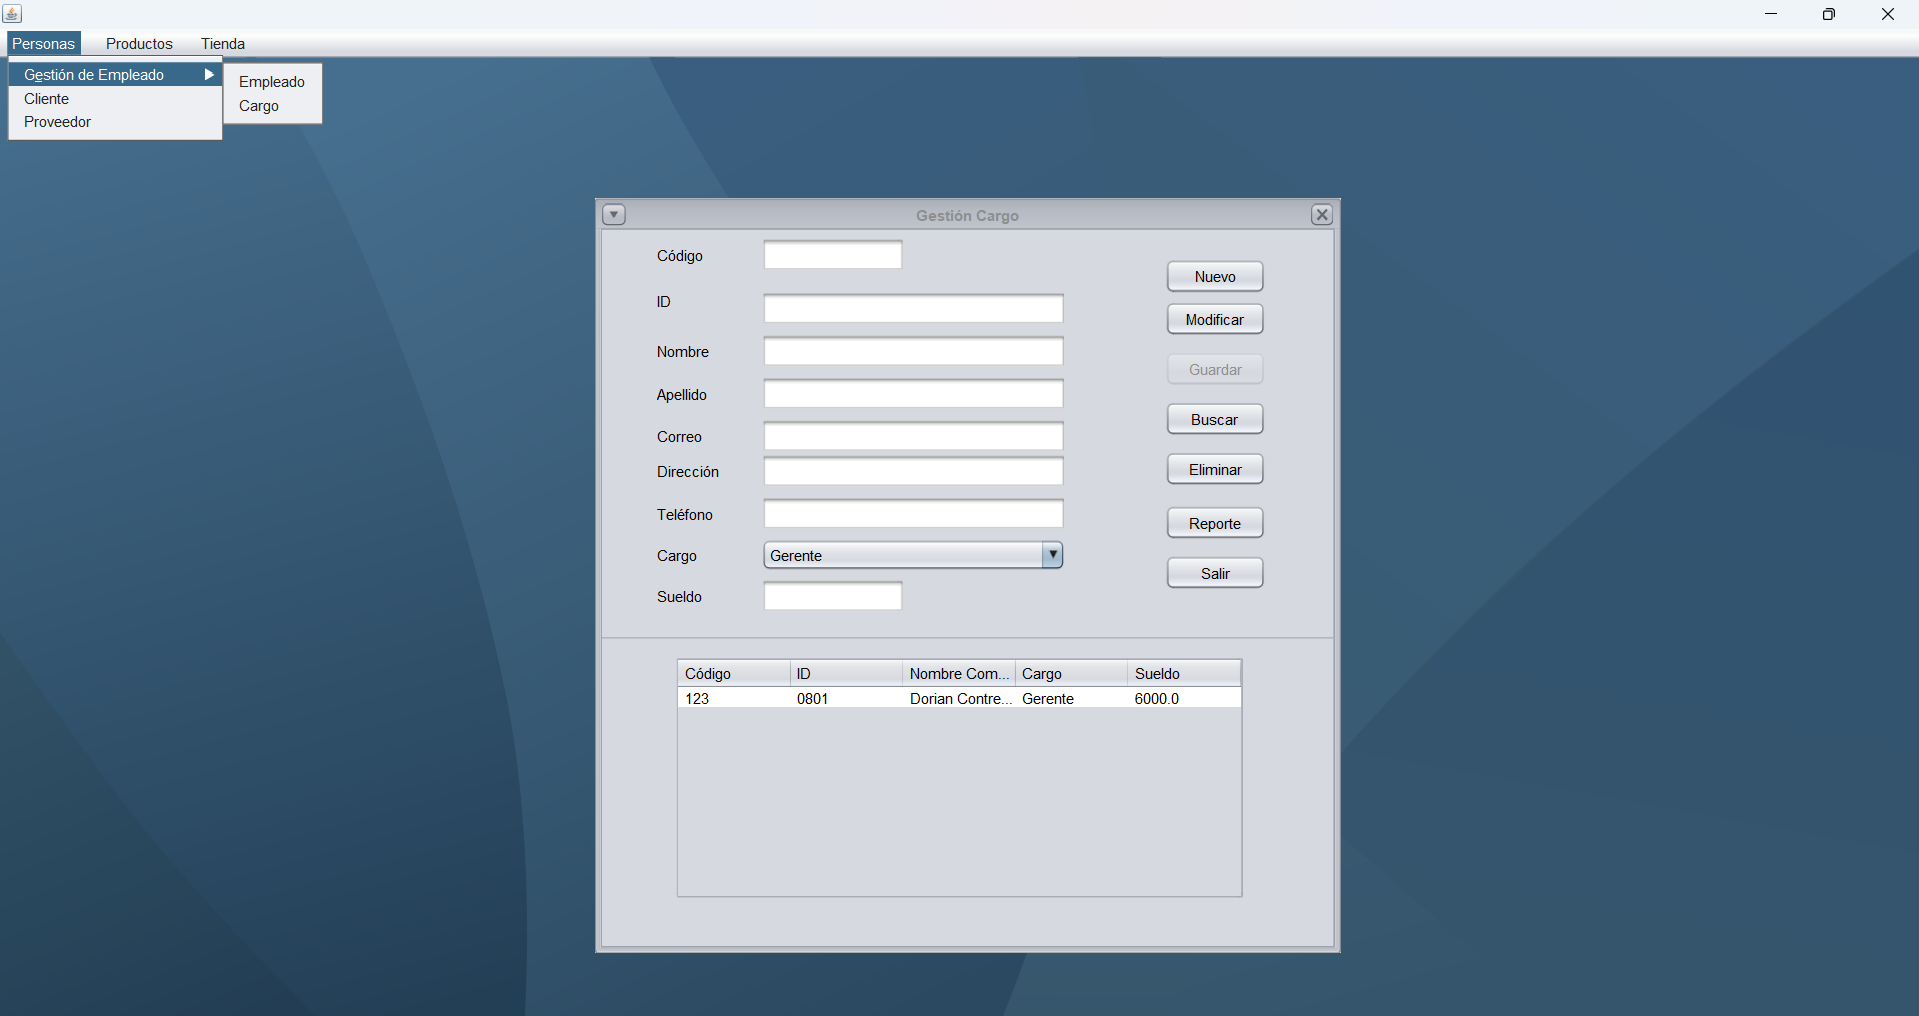 Personas Productos Tienda
Gestión de Empleado
Cliente
Proveedor
Empleado
Cargo
Gestión Cargo
Código
ID
Nombre
Apellido
Correo
Dirección
Teléfono
Cargo Gerente
Sueldo
Nuevo
Modificar
Guardar
Buscar
Eliminar
Reporte
Salir
Código ID Nombre Com... Cargo Sueldo
123 0801 Dorian Contre... Gerente 6000.0